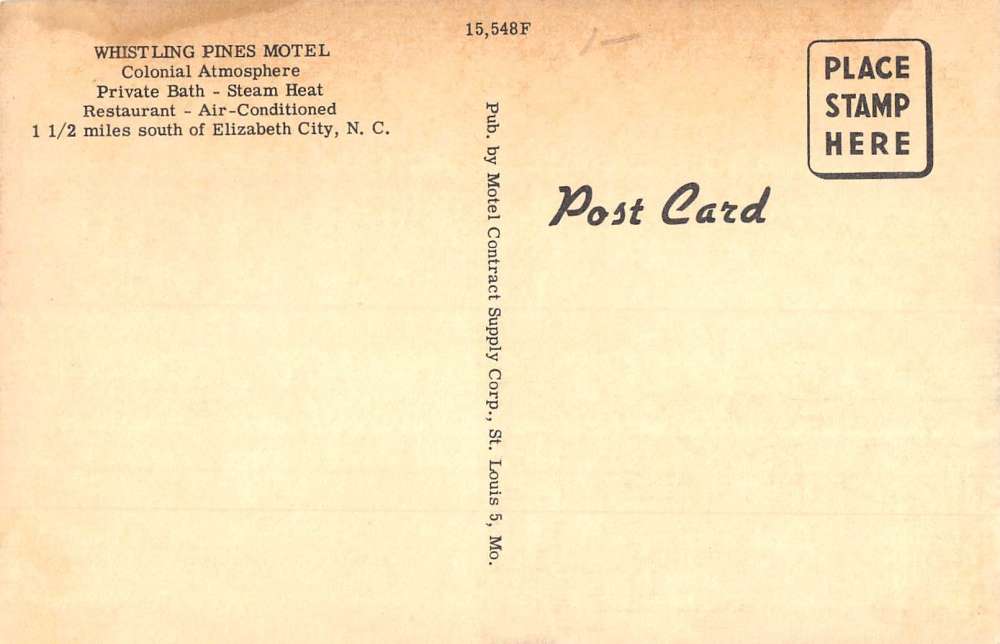 15,548F
WHISTLING PINES MOTEL
Colonial Atmosphere
Private Bath - Steam Heat
Restaurant - Air-Conditioned
1 1/2 miles south of Elizabeth City, N. C.
Pub. by Motel Contract Supply Corp., St. Louis 5, Mo.
Post Card
PLACE
STAMP
HERE
1-